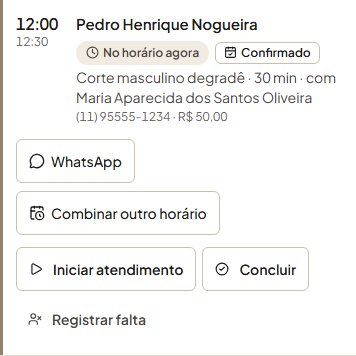 12:00 Pedro Henrique Nogueira
12:30
No horário agora
Confirmado
Corte masculino degradê · 30 min · com
Maria Aparecida dos Santos Oliveira
(11) 95555-1234 · R$ 50,00
WhatsApp
Combinar outro horário
Iniciar atendimento
Concluir
Registrar falta